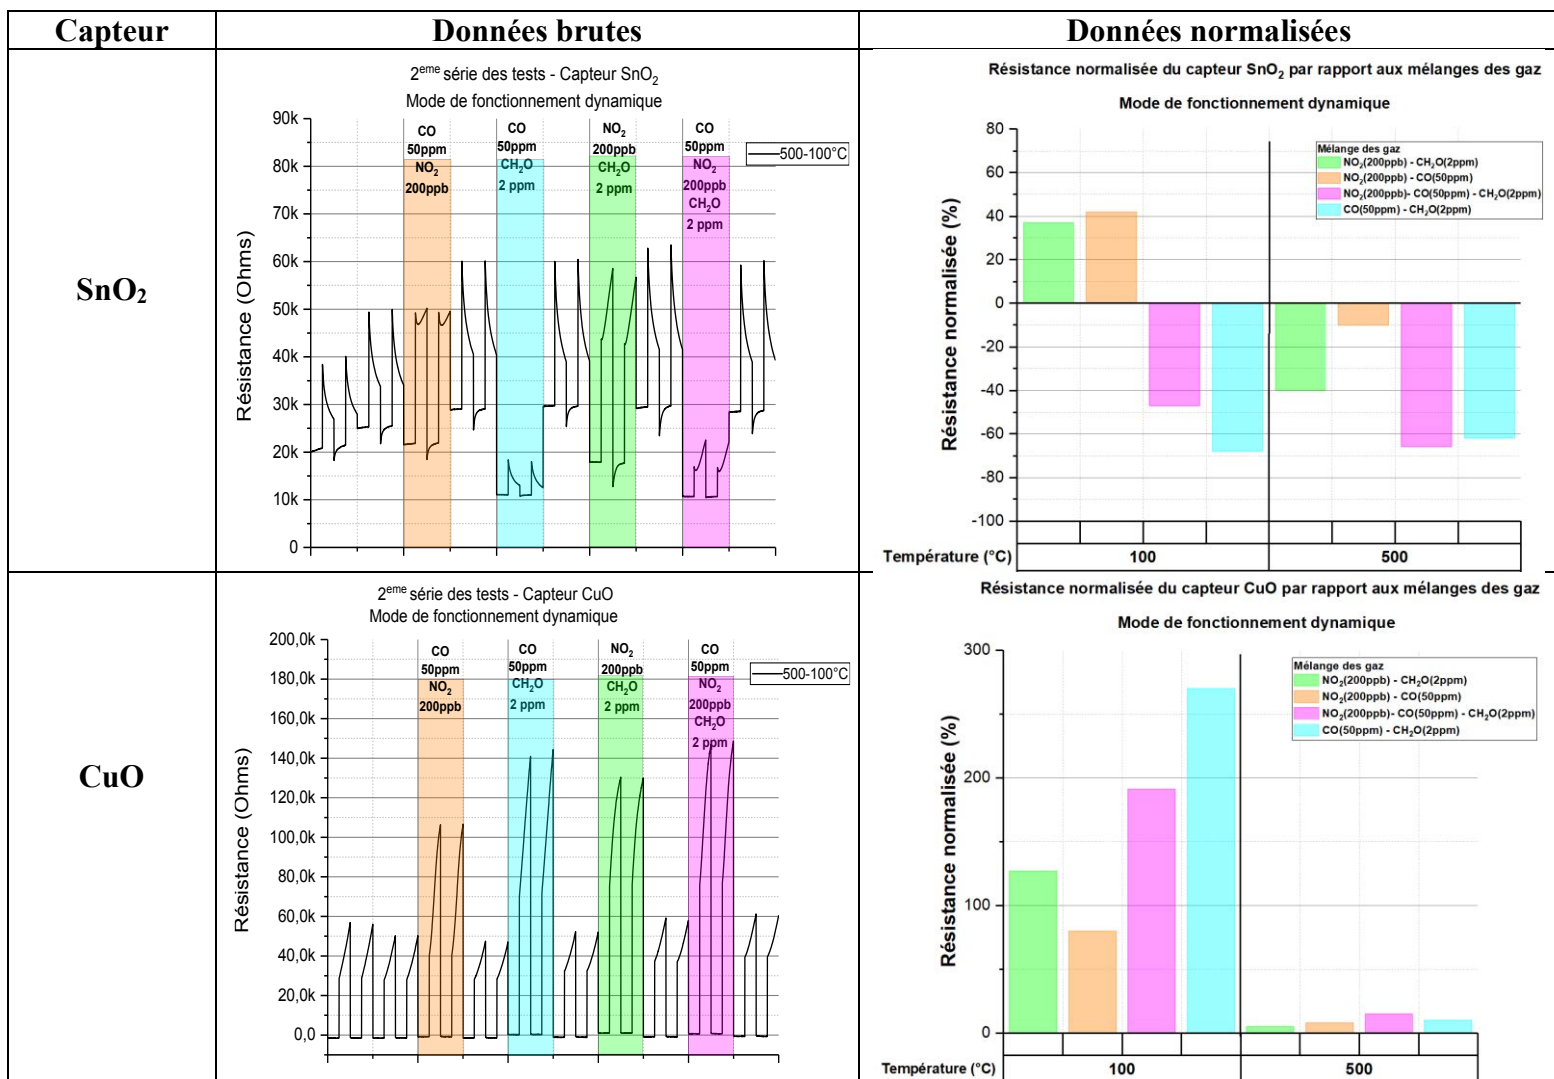 Capteur
Données brutes
Données normalisées
SnO₂
2eme série des tests - Capteur SnO₂
Mode de fonctionnement dynamique
500-100°C
CO
50ppm
NO₂
200ppb
CO
50ppm
CH₂O
2 ppm
NO₂
200ppb
CH₂O
2 ppm
CO
50ppm
NO₂
200ppb
CH₂O
2 ppm
Résistance (Ohms)
90k
80k
70k
60k
50k
40k
30k
20k
10k
0
Résistance normalisée du capteur SnO₂ par rapport aux mélanges des gaz
Mode de fonctionnement dynamique
Mélange des gaz
NO₂(200ppb) - CH₂O(2ppm)
NO₂(200ppb) - CO(50ppm)
NO₂(200ppb)- CO(50ppm) - CH₂O(2ppm)
CO(50ppm) - CH₂O(2ppm)
Résistance normalisée (%)
80
60
40
20
0
-20
-40
-60
-80
-100
Température (°C)
100
500
CuO
2eme série des tests - Capteur CuO
Mode de fonctionnement dynamique
500-100°C
CO
50ppm
NO₂
200ppb
CO
50ppm
CH₂O
2 ppm
NO₂
200ppb
CH₂O
2 ppm
CO
50ppm
NO₂
200ppb
CH₂O
2 ppm
Résistance (Ohms)
200,0k
180,0k
160,0k
140,0k
120,0k
100,0k
80,0k
60,0k
40,0k
20,0k
0,0
Résistance normalisée du capteur CuO par rapport aux mélanges des gaz
Mode de fonctionnement dynamique
Mélange des gaz
NO₂(200ppb) - CH₂O(2ppm)
NO₂(200ppb) - CO(50ppm)
NO₂(200ppb)- CO(50ppm) - CH₂O(2ppm)
CO(50ppm) - CH₂O(2ppm)
Résistance normalisée (%)
300
200
100
0
Température (°C)
100
500